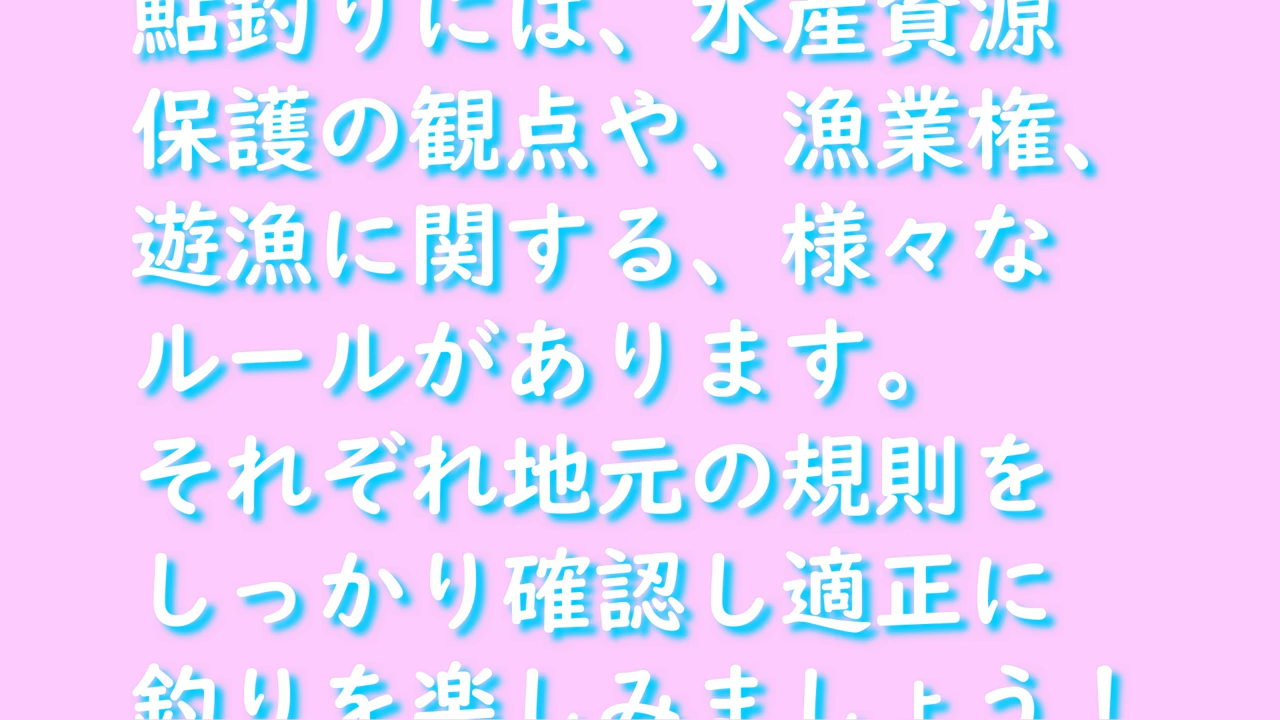 鮎釣りには、水産資源
保護の観点や、漁業権、
遊漁に関する、様々な
ルールがあります。
それぞれ地元の規則を
しっかり確認し適正に
釣りを楽しみましょう！